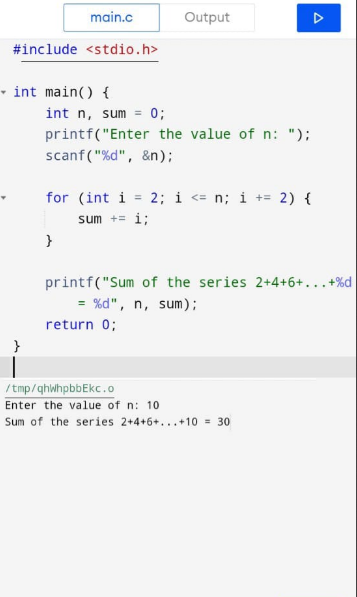 main.c Output
#include <stdio.h>
int main() {
int n, sum = 0;
printf("Enter the value of n: ");
scanf("%d", &n);
for (int i = 2; i <= n; i += 2) {
sum += i;
}
printf("Sum of the series 2+4+6+...+%d
= %d", n, sum);
return 0;
}
/tmp/qhWhpbbEkc.o
Enter the value of n: 10
Sum of the series 2+4+6+...+10 = 30